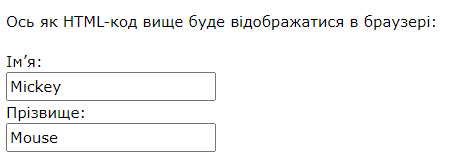 Ось як HTML-код вище буде відображатися в браузері:
Ім’я:
Mickey
Прізвище:
Mouse